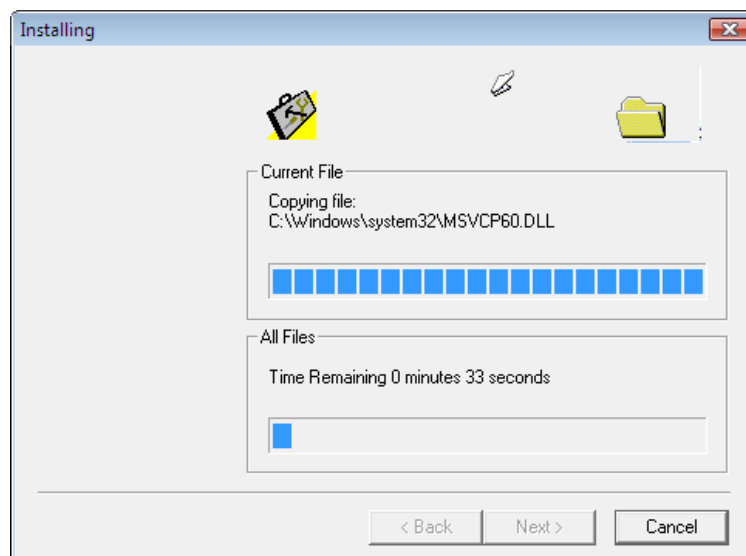 Installing
Current File
Copying file:
C:\Windows\system32\MSVCP60.DLL
All Files
Time Remaining 0 minutes 33 seconds
< Back
Next >
Cancel